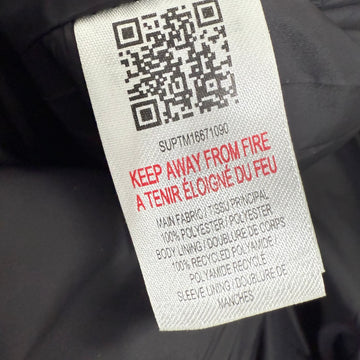 SUPTM16671090
KEEP AWAY FROM FIRE
A TENIR ÉLOIGNÉ DU FEU
MAIN FABRIC / TISSU PRINCIPAL
100% POLYESTER / POLYESTER
BODY LINING / DOUBLURE DE CORPS
100% RECYCLED POLYAMIDE /
POLYAMIDE RECYCLÉ
SLEEVE LINING / DOUBLURE DE
MANCHES